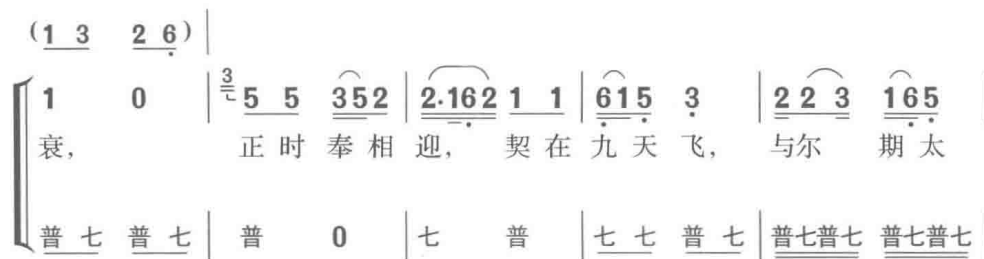 (1 3 2 6)
1 0 | 3 5 5 3 5 2 | 2·1 6 2 1 1 | 6 1 5 3 | 2 2 3 1 6 5
衰, 正时奉相迎, 契在九天飞, 与尔期太
普七 普七 | 普 0 | 七 普 | 七七 普七 | 普七普七 普七普七